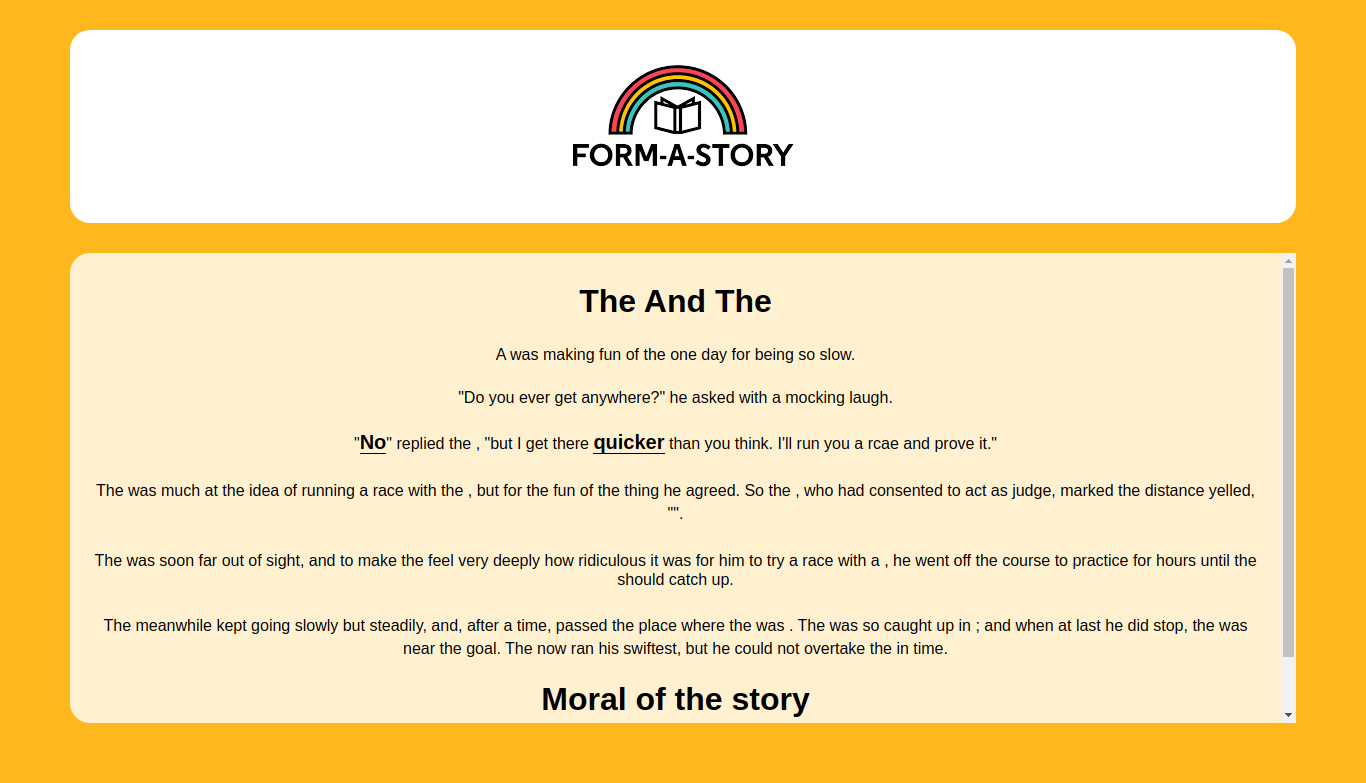 FORM-A-STORY
The And The
A was making fun of the one day for being so slow.
"Do you ever get anywhere?" he asked with a mocking laugh.
"No" replied the , "but I get there quicker than you think. I'll run you a rcae and prove it."
The was much at the idea of running a race with the , but for the fun of the thing he agreed. So the , who had consented to act as judge, marked the distance yelled,
"".
The was soon far out of sight, and to make the feel very deeply how ridiculous it was for him to try a race with a , he went off the course to practice for hours until the
should catch up.
The meanwhile kept going slowly but steadily, and, after a time, passed the place where the was . The was so caught up in ; and when at last he did stop, the was
near the goal. The now ran his swiftest, but he could not overtake the in time.
Moral of the story